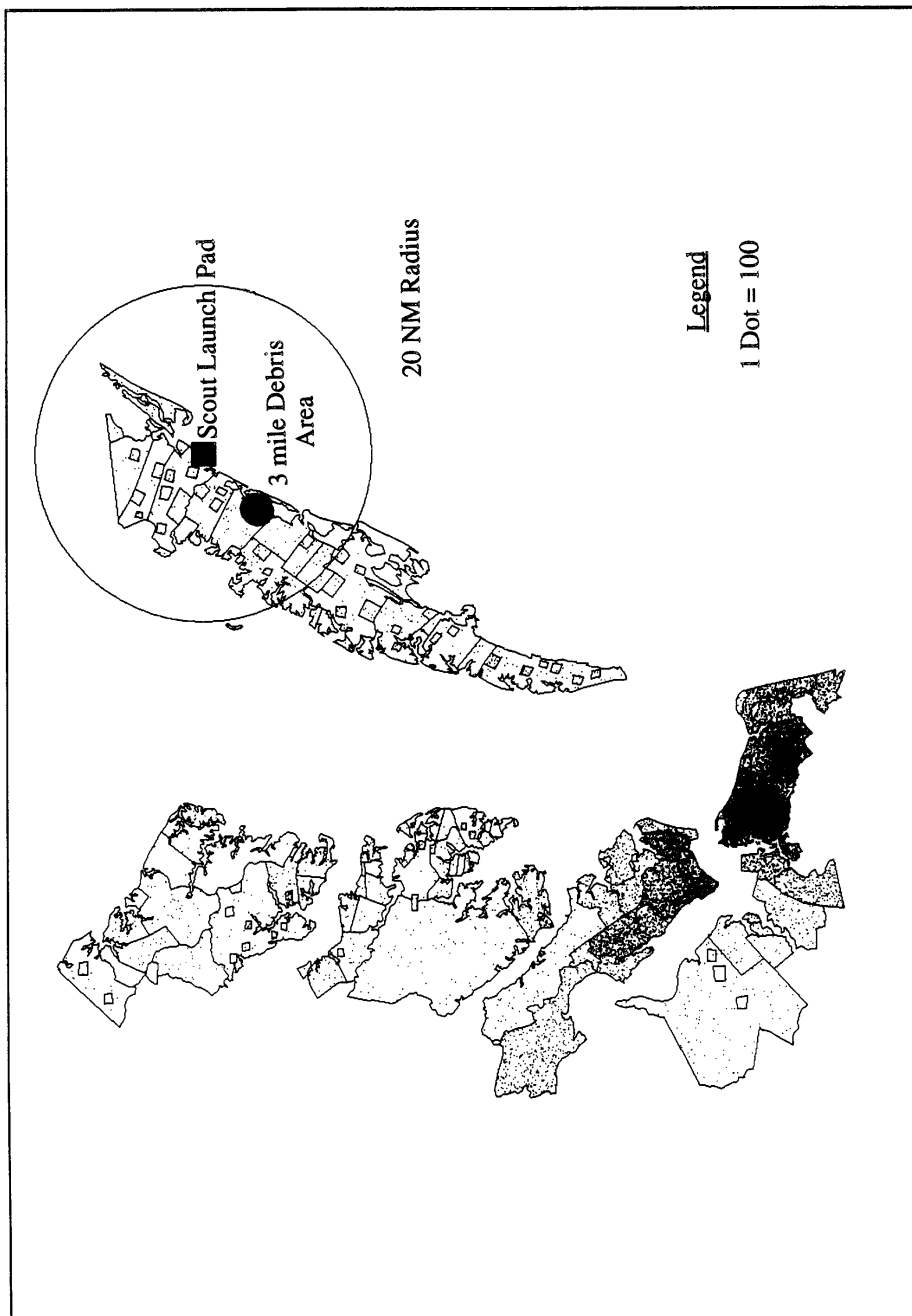 Scout Launch Pad
3 mile Debris
Area
20 NM Radius
Legend
1 Dot = 100